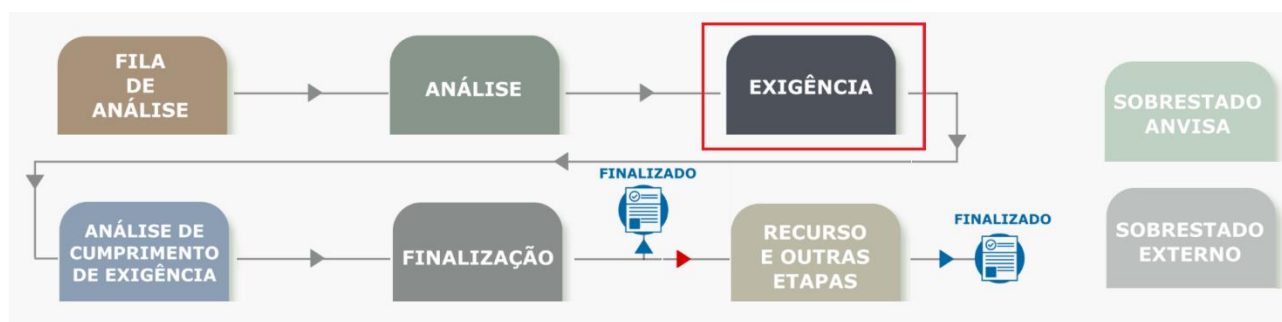 FILA
DE
ANÁLISE
ANÁLISE
EXIGÊNCIA
SOBRESTADO
ANVISA
FINALIZADO
ANÁLISE DE
CUMPRIMENTO
DE EXIGÊNCIA
FINALIZAÇÃO
RECURSO
E OUTRAS
ETAPAS
FINALIZADO
SOBRESTADO
EXTERNO